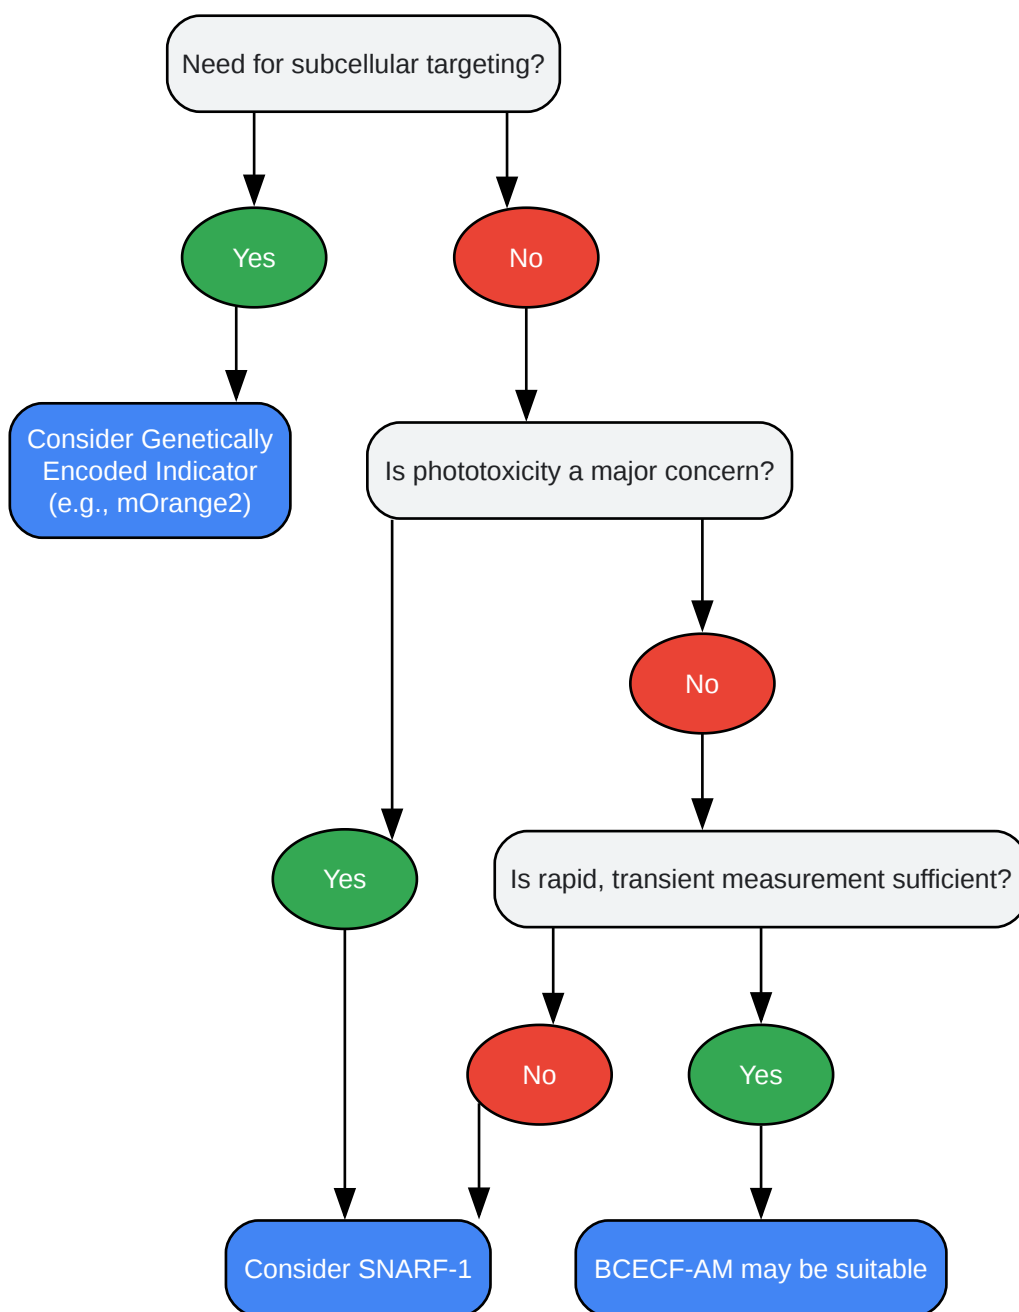 Need for subcellular targeting?
Yes
No
Consider Genetically
Encoded Indicator
(e.g., mOrange2)
Is phototoxicity a major concern?
No
Yes
Is rapid, transient measurement sufficient?
No
Yes
Consider SNARF-1
BCECF-AM may be suitable